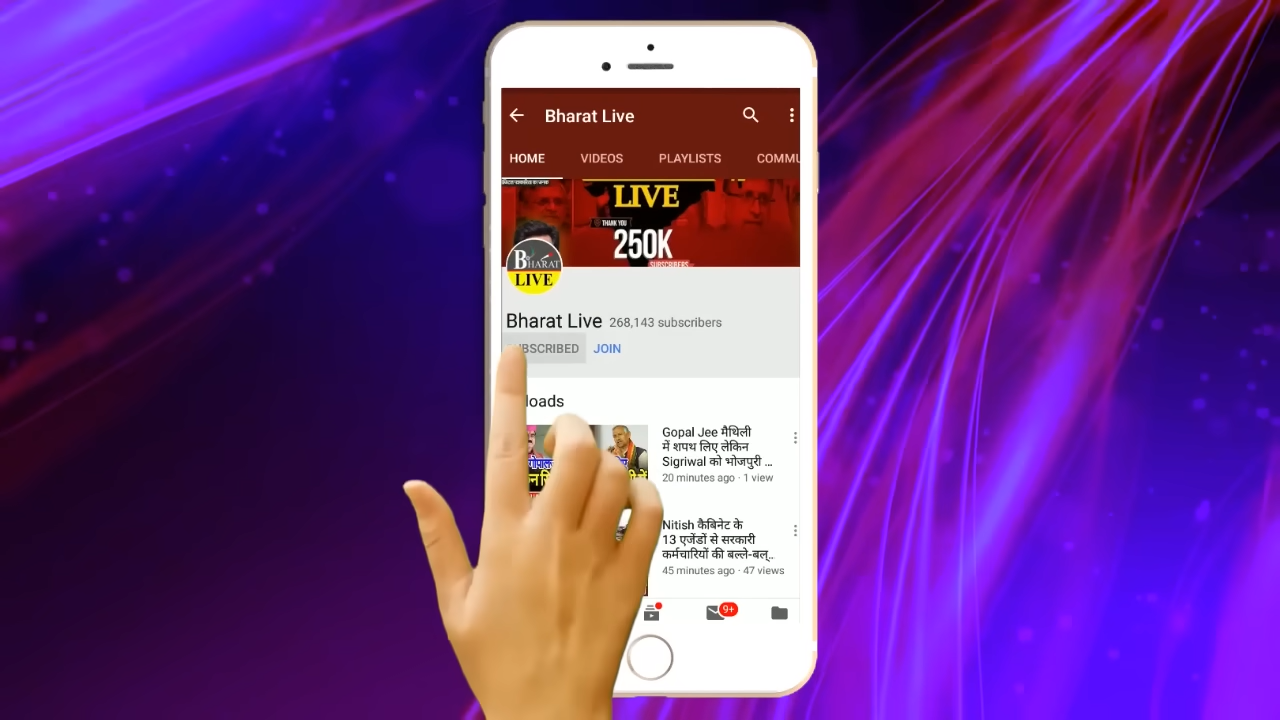 Bharat Live
HOME VIDEOS PLAYLISTS COMMU
LIVE
THANK YOU
250K
SUBSCRIBERS
BHARAT
LIVE
Bharat Live 268,143 subscribers
UBSCRIBED JOIN
loads
Gopal Jee मैथिली
में शपथ लिए लेकिन
Sigriwal को भोजपुरी ...
20 minutes ago · 1 view
Nitish कैबिनेट के
13 एजेंडों से सरकारी
कर्मचारियों की बल्ले-बल्..
45 minutes ago · 47 views
9+